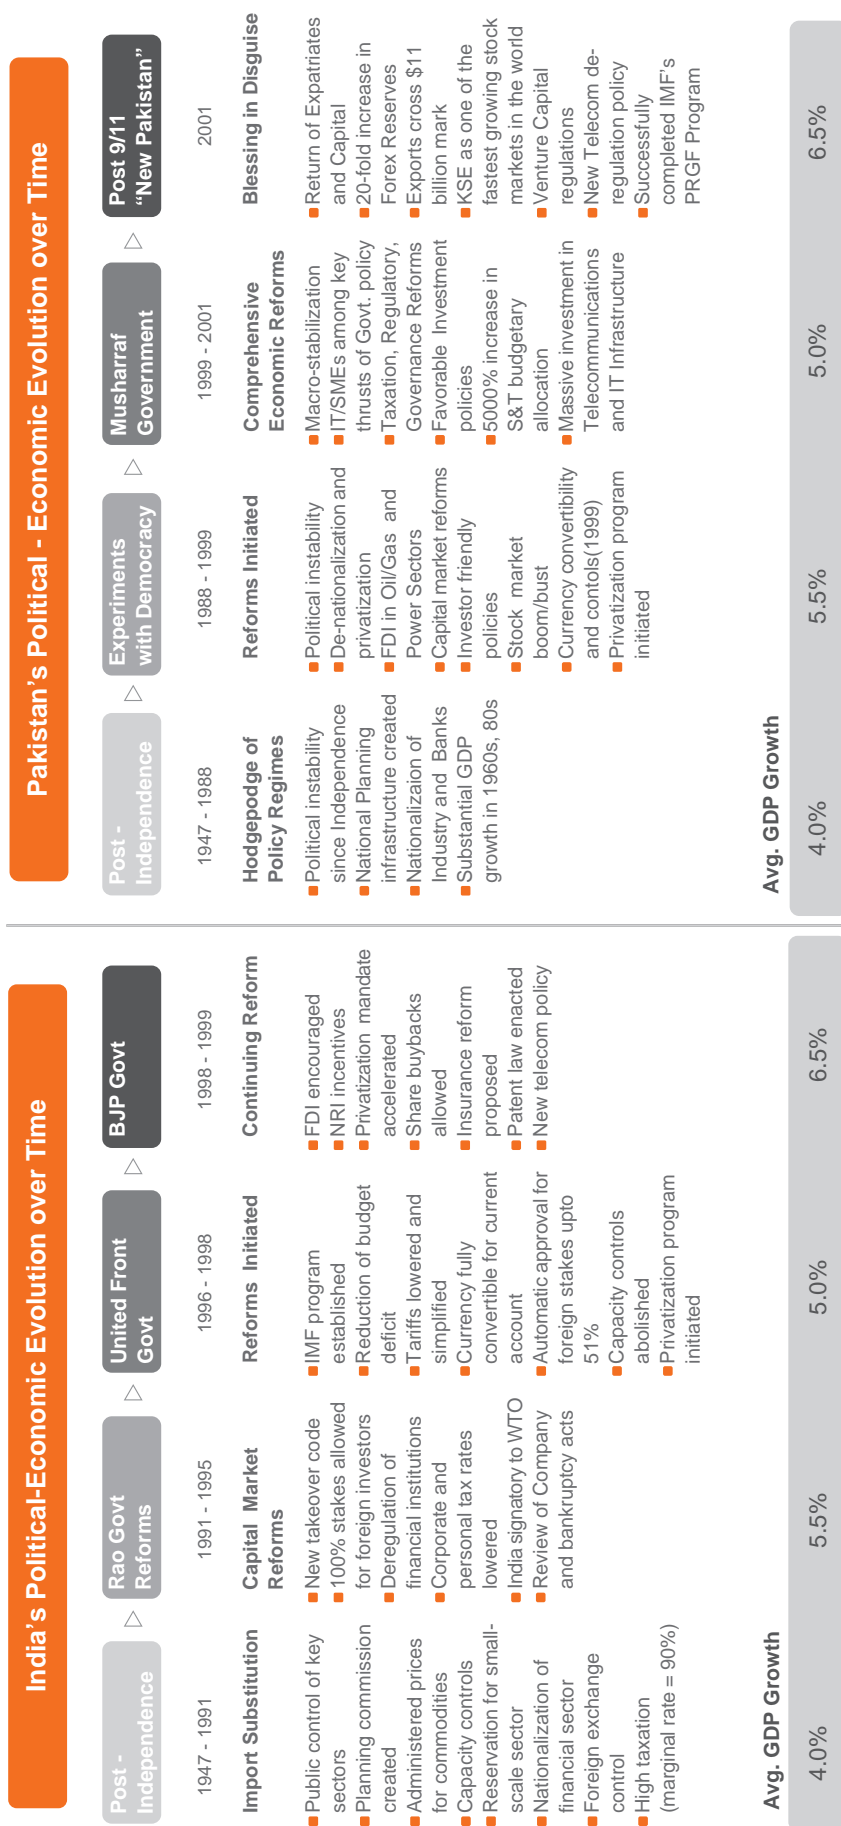 India's Political-Economic Evolution over Time
Post -
Independence
1947 - 1991
Import Substitution
Public control of key
sectors
Planning commission
created
Administered prices
for commodities
Capacity controls
Reservation for small-
scale sector
Nationalization of
financial sector
Foreign exchange
control
High taxation
(marginal rate = 90%)
Rao Govt
Reforms
1991 - 1995
Capital Market
Reforms
New takeover code
100% stakes allowed
for foreign investors
Deregulation of
financial institutions
Corporate and
personal tax rates
lowered
India signatory to WTO
Review of Company
and bankruptcy acts
United Front
Govt
1996 - 1998
Reforms Initiated
IMF program
established
Reduction of budget
deficit
Tariffs lowered and
simplified
Currency fully
convertible for current
account
Automatic approval for
foreign stakes upto
51%
Capacity controls
abolished
Privatization program
initiated
BJP Govt
1998 - 1999
Continuing Reform
FDI encouraged
NRI incentives
Privatization mandate
accelerated
Share buybacks
allowed
Insurance reform
proposed
Patent law enacted
New telecom policy
Avg. GDP Growth
4.0%
5.5%
5.0%
6.5%
Pakistan's Political - Economic Evolution over Time
Post -
Independence
1947 - 1988
Hodgepodge of
Policy Regimes
Political instability
since Independence
National Planning
infrastructure created
Nationalizaion of
Industry and Banks
Substantial GDP
growth in 1960s, 80s
Experiments
with Democracy
1988 - 1999
Reforms Initiated
Political instability
De-nationalization and
privatization
FDI in Oil/Gas and
Power Sectors
Capital market reforms
Investor friendly
policies
Stock market
boom/bust
Currency convertibility
and contols(1999)
Privatization program
initiated
Musharraf
Government
1999 - 2001
Comprehensive
Economic Reforms
Macro-stabilization
IT/SMEs among key
thrusts of Govt. policy
Taxation, Regulatory,
Governance Reforms
Favorable Investment
policies
5000% increase in
S&T budgetary
allocation
Massive investment in
Telecommunications
and IT Infrastructure
Post 9/11
“New Pakistan”
2001
Blessing in Disguise
Return of Expatriates
and Capital
20-fold increase in
Forex Reserves
Exports cross $11
billion mark
KSE as one of the
fastest growing stock
markets in the world
Venture Capital
regulations
New Telecom de-
regulation policy
Successfully
completed IMF's
PRGF Program
Avg. GDP Growth
4.0%
5.5%
5.0%
6.5%